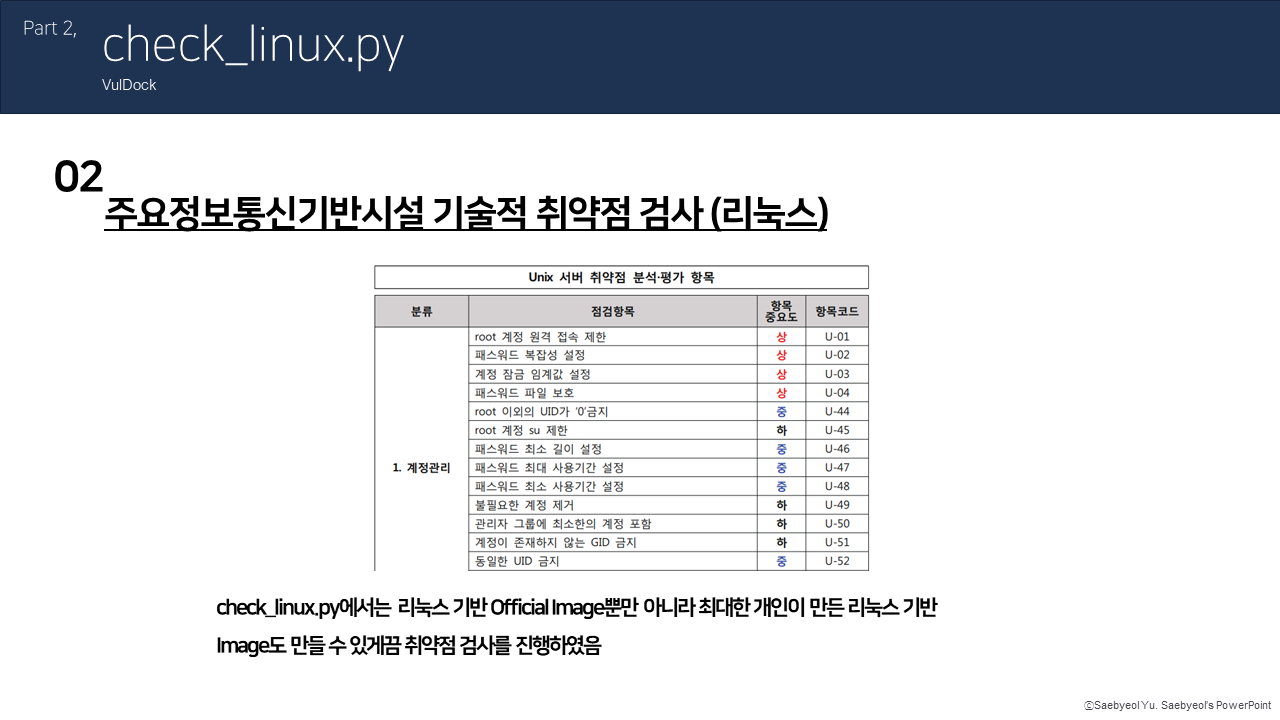 Part 2,
check_linux.py
VulDock
02
주요정보통신기반시설 기술적 취약점 검사 (리눅스)
Unix 서버 취약점 분석·평가 항목
분류 점검항목 항목 중요도 항목코드
root 계정 원격 접속 제한 상 U-01
패스워드 복잡성 설정 상 U-02
계정 잠금 임계값 설정 상 U-03
패스워드 파일 보호 상 U-04
root 이외의 UID가 '0'금지 중 U-44
root 계정 su 제한 하 U-45
패스워드 최소 길이 설정 중 U-46
1. 계정관리 패스워드 최대 사용기간 설정 중 U-47
패스워드 최소 사용기간 설정 중 U-48
불필요한 계정 제거 하 U-49
관리자 그룹에 최소한의 계정 포함 하 U-50
계정이 존재하지 않는 GID 금지 하 U-51
동일한 UID 금지 중 U-52
check_linux.py에서는 리눅스 기반 Official Image뿐만 아니라 최대한 개인이 만든 리눅스 기반
Image도 만들 수 있게끔 취약점 검사를 진행하였음
ⓒSaebyeol Yu. Saebyeol's PowerPoint